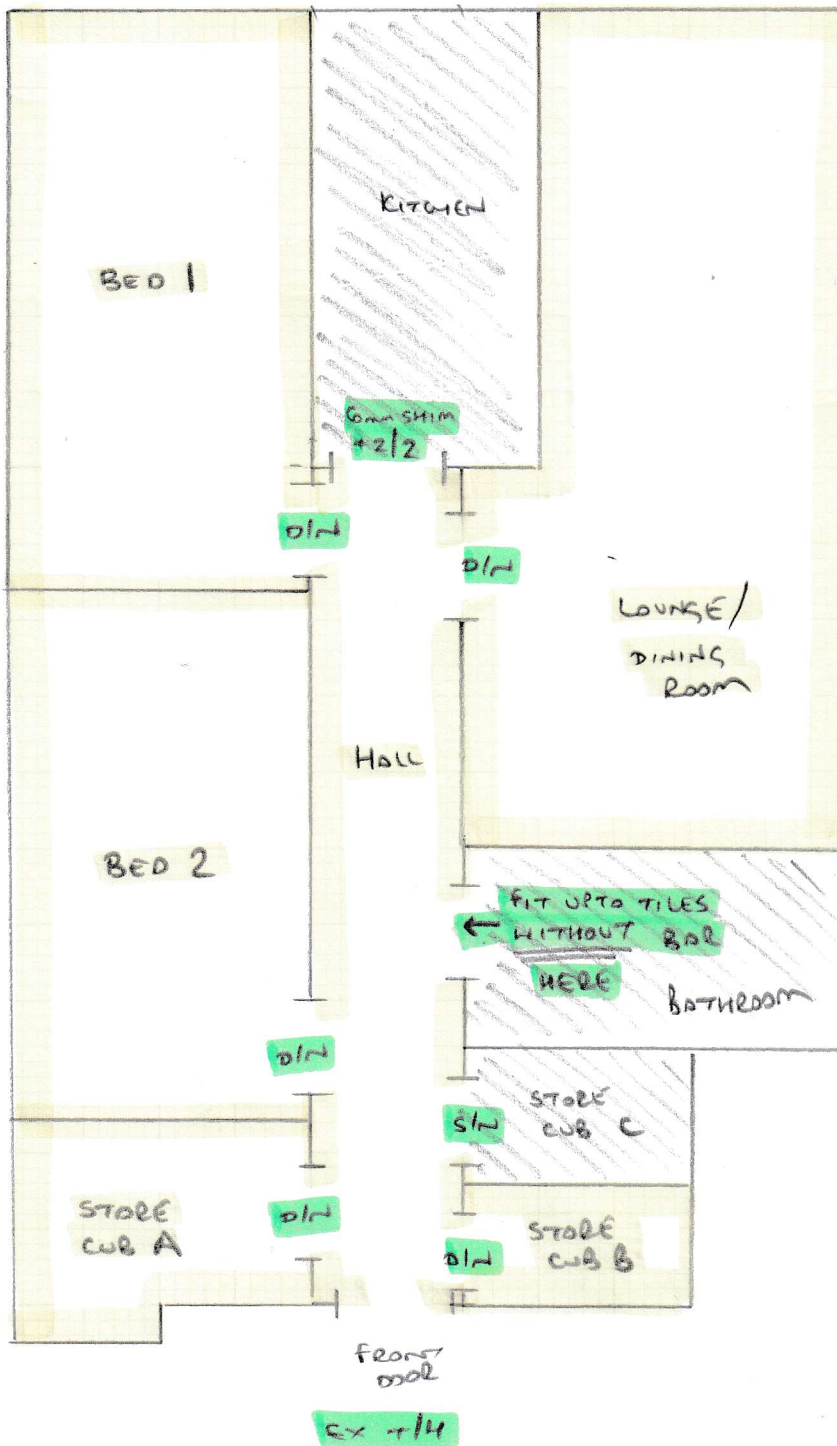 KITCHEN
BED 1
6mm SHIM
+2/2
D/N
D/N
LOUNGE/
DINING
ROOM
HALL
BED 2
FIT UPTO TILES
← WITHOUT BAR
HERE
BATHROOM
D/N
STORE
CUB C
S/N
STORE
CUB A
D/N
STORE
CUB B
D/N
FRONT
DOOR
EX T/H